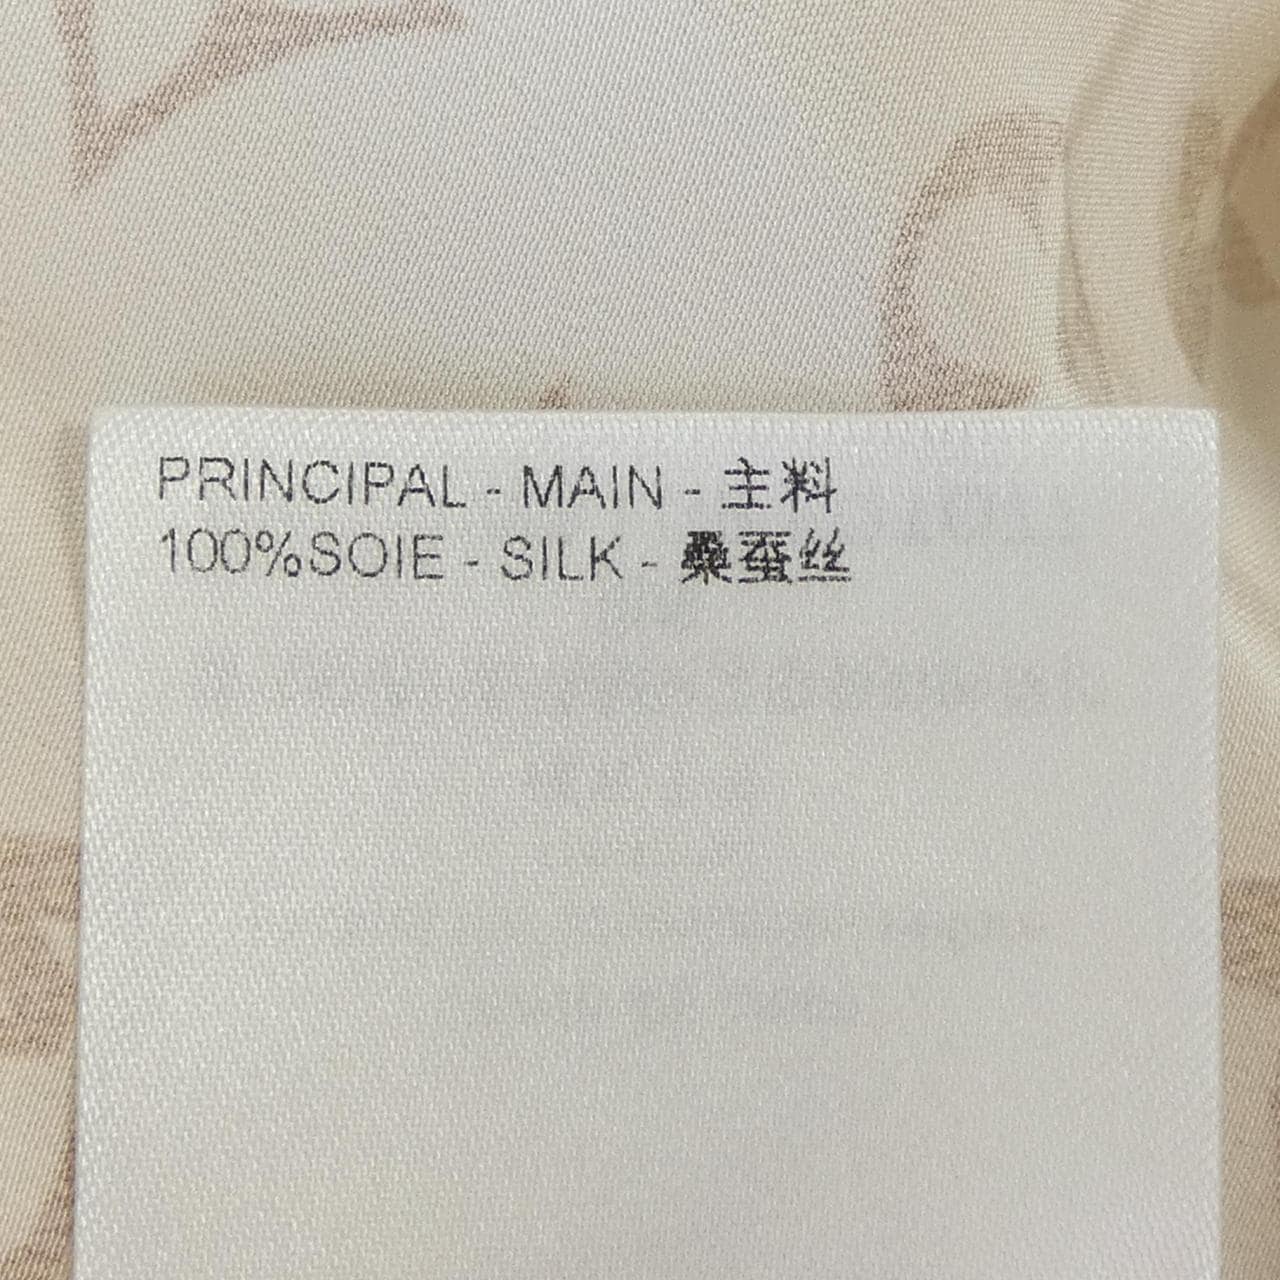 PRINCIPAL - MAIN - 主料
100%SOIE - SILK - 桑蚕丝